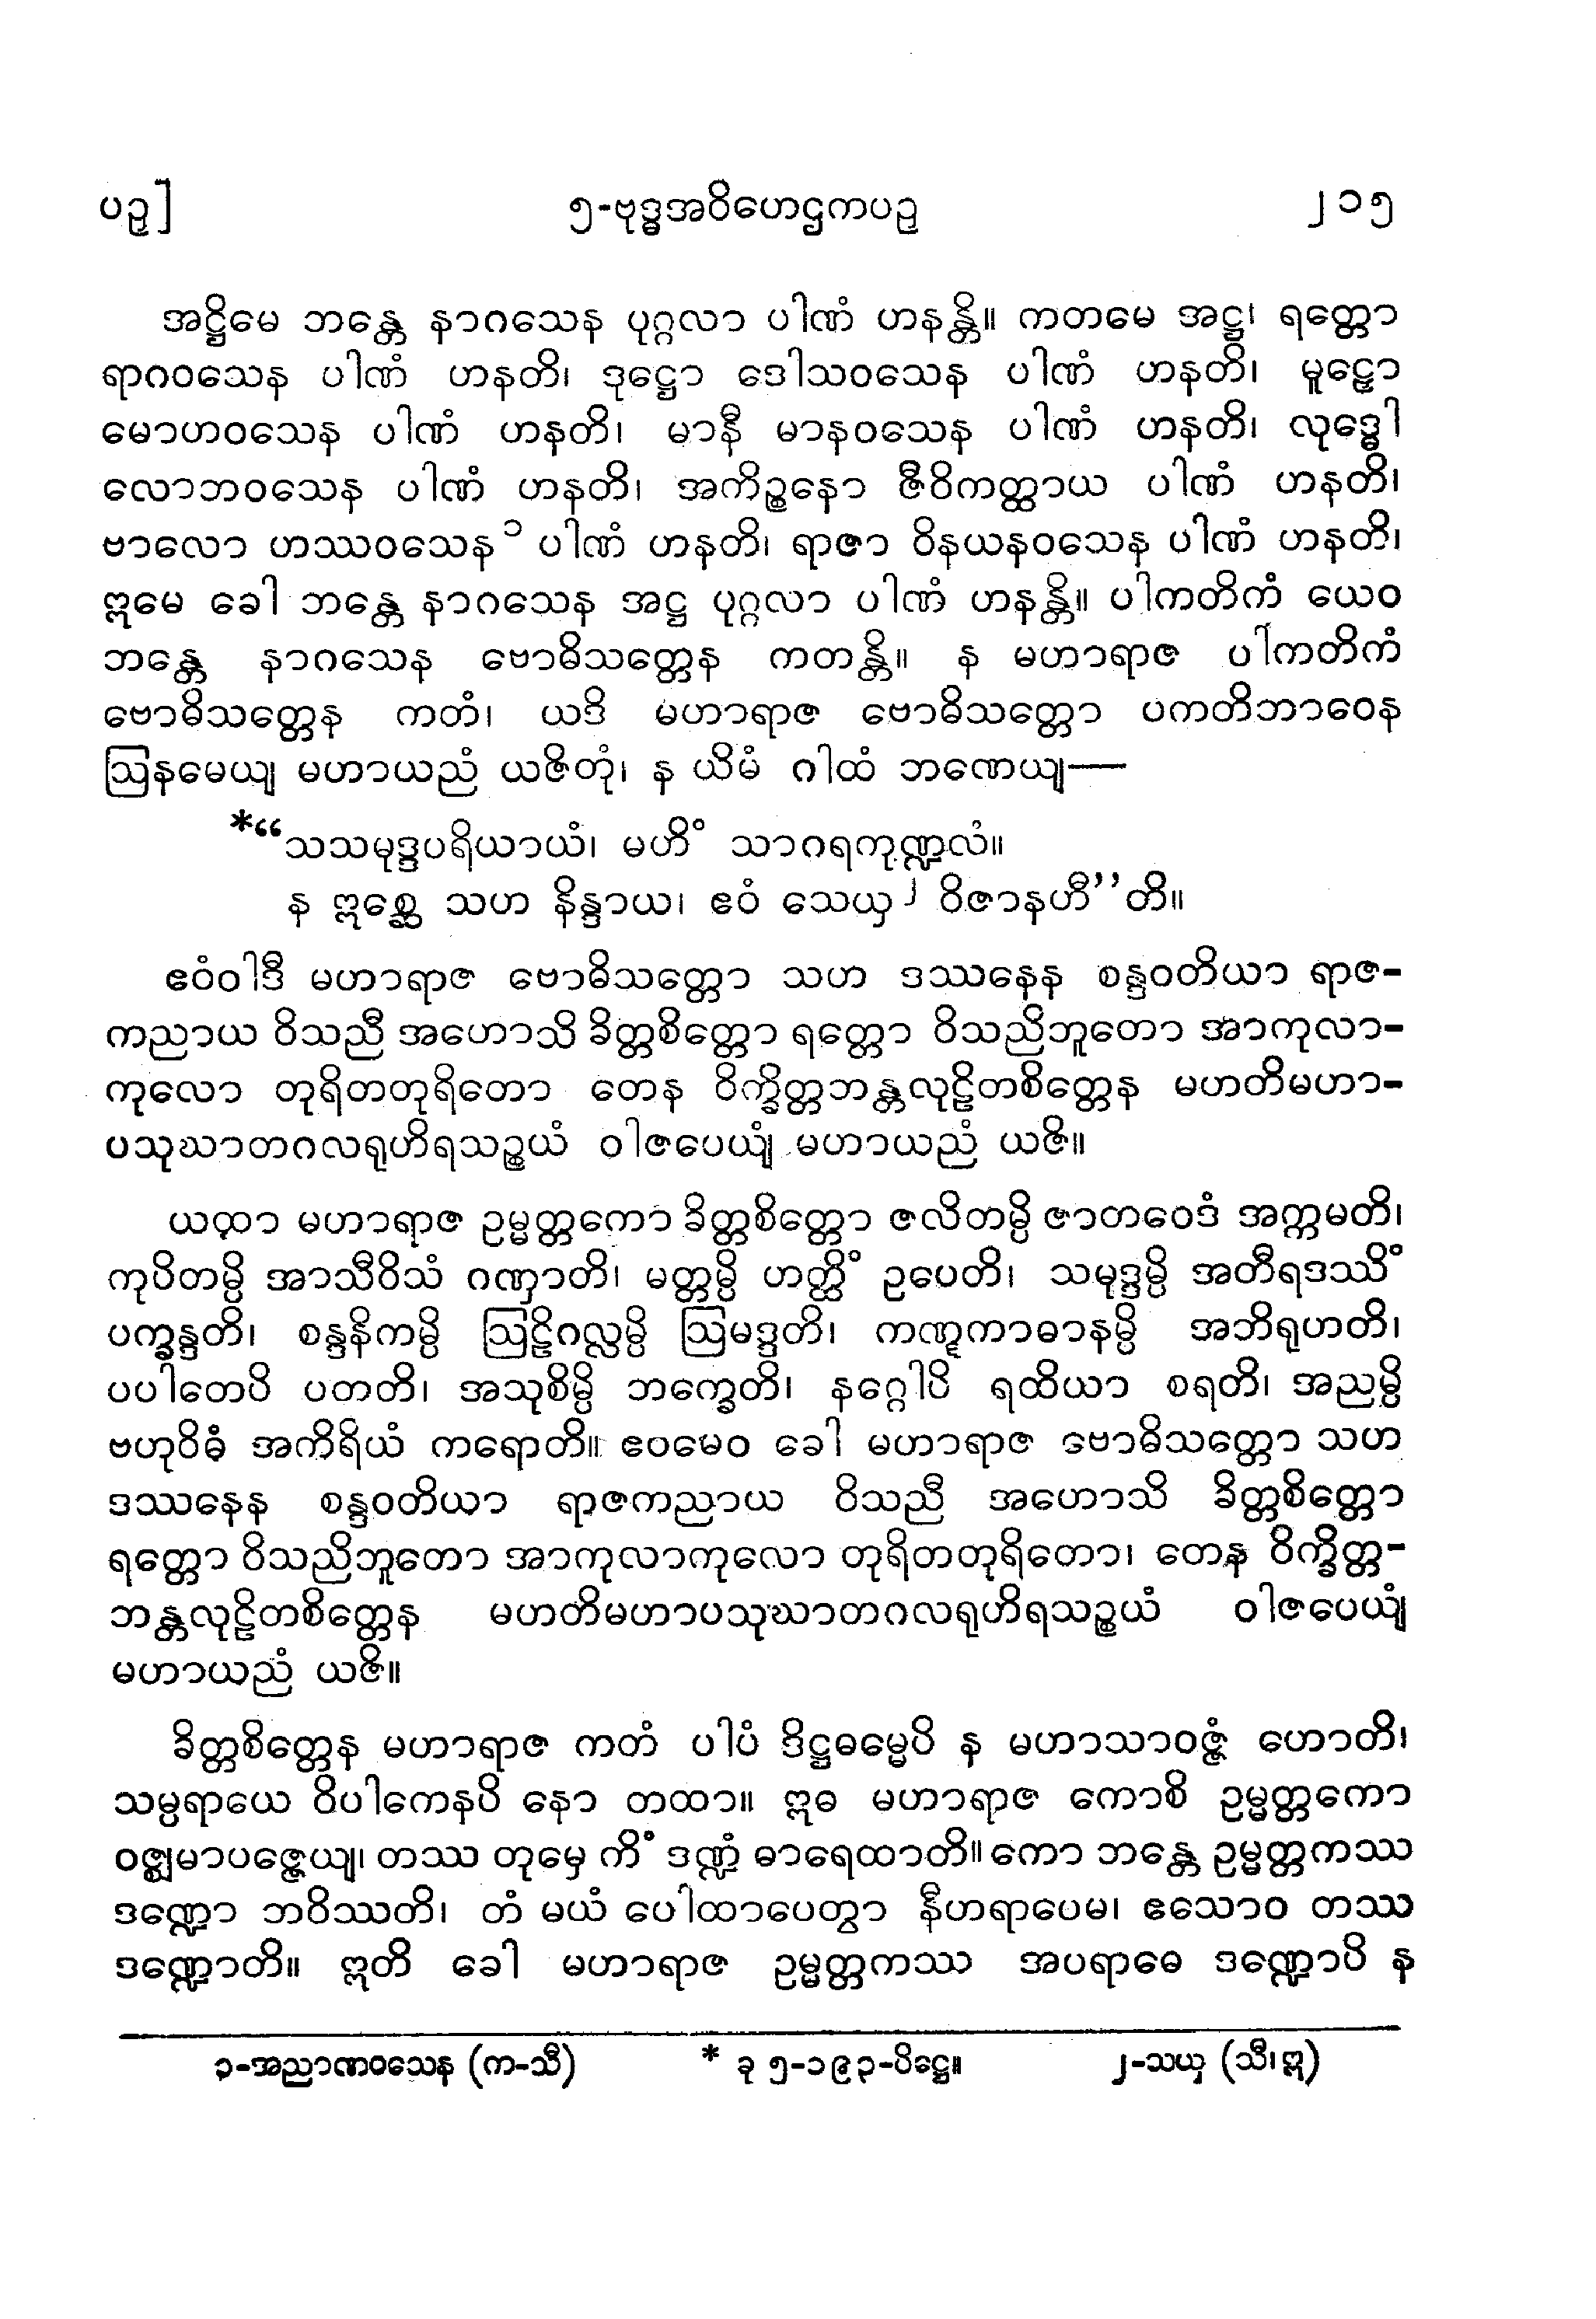 ပဉှ]
၅-ဗုဒ္ဓအဝိဟေဌကပဉှ
၂၁၅
အဋ္ဌိမေ ဘန္တေ နာဂသေန ပုဂ္ဂလာ ပါဏံ ဟနန္တိ။ ကတမေ အဋ္ဌ၊ ရတ္တော
ရာဂဝသေန ပါဏံ ဟနတိ၊ ဒုဋ္ဌော ဒေါသဝသေန ပါဏံ ဟနတိ၊ မူဠှော
မောဟဝသေန ပါဏံ ဟနတိ၊ မာနီ မာနဝသေန ပါဏံ ဟနတိ၊ လုဒ္ဓေါ
လောဘဝသေန ပါဏံ ဟနတိ၊ အကိဉ္စနော ဇီဝိကတ္ထာယ ပါဏံ ဟနတိ၊
ဗာလော ဟဿဝသေန ၁ ပါဏံ ဟနတိ၊ ရာဇာ ဝိနယနဝသေန ပါဏံ ဟနတိ၊
ဣမေ ခေါ ဘန္တေ နာဂသေန အဋ္ဌ ပုဂ္ဂလာ ပါဏံ ဟနန္တိ။ ပါကတိကံ ယေဝ
ဘန္တေ နာဂသေန ဗောဓိသတ္တေန ကတန္တိ။ န မဟာရာဇ ပါကတိကံ
ဗောဓိသတ္တေန ကတံ၊ ယဒိ မဟာရာဇ ဗောဓိသတ္တော ပကတိဘာဝေန
ဩနမေယျ မဟာယညံ ယဇိတုံ၊ န ယိမံ ဂါထံ ဘဏေယျ—
*“သသမုဒ္ဒပရိယာယံ၊ မဟိံ သာဂရကုဏ္ဍလံ။
န ဣစ္ဆေ သဟ နိန္ဒာယ၊ ဧဝံ သေယှ ၂ ဝိဇာနဟီ”တိ။
ဧဝံဝါဒီ မဟာရာဇ ဗောဓိသတ္တော သဟ ဒဿနေန စန္ဒဝတိယာ ရာဇ-
ကညာယ ဝိသညီ အဟောသိ ခိတ္တစိတ္တော ရတ္တော ဝိသညိဘူတော အာကုလာ-
ကုလော တုရိတတုရိတော တေန ဝိက္ခိတ္တဘန္တလုဠိတစိတ္တေန မဟတိမဟာ-
ပသုဃာတဂလရုဟိရသဉ္စယံ ဝါဇပေယျံ မဟာယညံ ယဇိ။
ယထာ မဟာရာဇ ဥမ္မတ္တကော ခိတ္တစိတ္တော ဇလိတမ္ပိ ဇာတဝေဒံ အက္ကမတိ၊
ကုပိတမ္ပိ အာသီဝိသံ ဂဏှာတိ၊ မတ္တမ္ပိ ဟတ္ထိံ ဥပေတိ၊ သမုဒ္ဒမ္ပိ အတီရဒဿိံ
ပက္ခန္ဒတိ၊ စန္ဒနိကမ္ပိ ဩဠိဂလ္လမ္ပိ ဩမဒ္ဒတိ၊ ကဏ္ဋကာဓာနမ္ပိ အဘိရုဟတိ၊
ပပါတေပိ ပတတိ၊ အသုစိမ္ပိ ဘက္ခေတိ၊ နဂ္ဂေါပိ ရထိယာ စရတိ၊ အညမ္ပိ
ဗဟုဝိဓံ အကိရိယံ ကရောတိ။ ဧဝမေဝ ခေါ မဟာရာဇ ဗောဓိသတ္တော သဟ
ဒဿနေန စန္ဒဝတိယာ ရာဇကညာယ ဝိသညီ အဟောသိ ခိတ္တစိတ္တော
ရတ္တော ဝိသညိဘူတော အာကုလာကုလော တုရိတတုရိတော၊ တေန ဝိက္ခိတ္တ-
ဘန္တလုဠိတစိတ္တေန မဟတိမဟာပသုဃာတဂလရုဟိရသဉ္စယံ ဝါဇပေယျံ
မဟာယညံ ယဇိ။
ခိတ္တစိတ္တေန မဟာရာဇ ကတံ ပါပံ ဒိဋ္ဌဓမ္မေပိ န မဟာသာဝဇ္ဇံ ဟောတိ၊
သမ္ပရာယေ ဝိပါကေနပိ နော တထာ။ ဣဓ မဟာရာဇ ကောစိ ဥမ္မတ္တကော
ဝဇ္ဈမာပဇ္ဇေယျ၊ တဿ တုမှေ ကိံ ဒဏ္ဍံ ဓာရေထာတိ။ ကော ဘန္တေ ဥမ္မတ္တကဿ
ဒဏ္ဍော ဘဝိဿတိ၊ တံ မယံ ပေါထာပေတွာ နီဟရာပေမ၊ ဧသောဝ တဿ
ဒဏ္ဍောတိ။ ဣတိ ခေါ မဟာရာဇ ဥမ္မတ္တကဿ အပရာဓေ ဒဏ္ဍောပိ န
၁-အညာဏဝသေန (က-သီ)
* ခု ၅-၁၉၃-ပိဋ္ဌေ။
၂-သယှ (သီ၊ဣ)